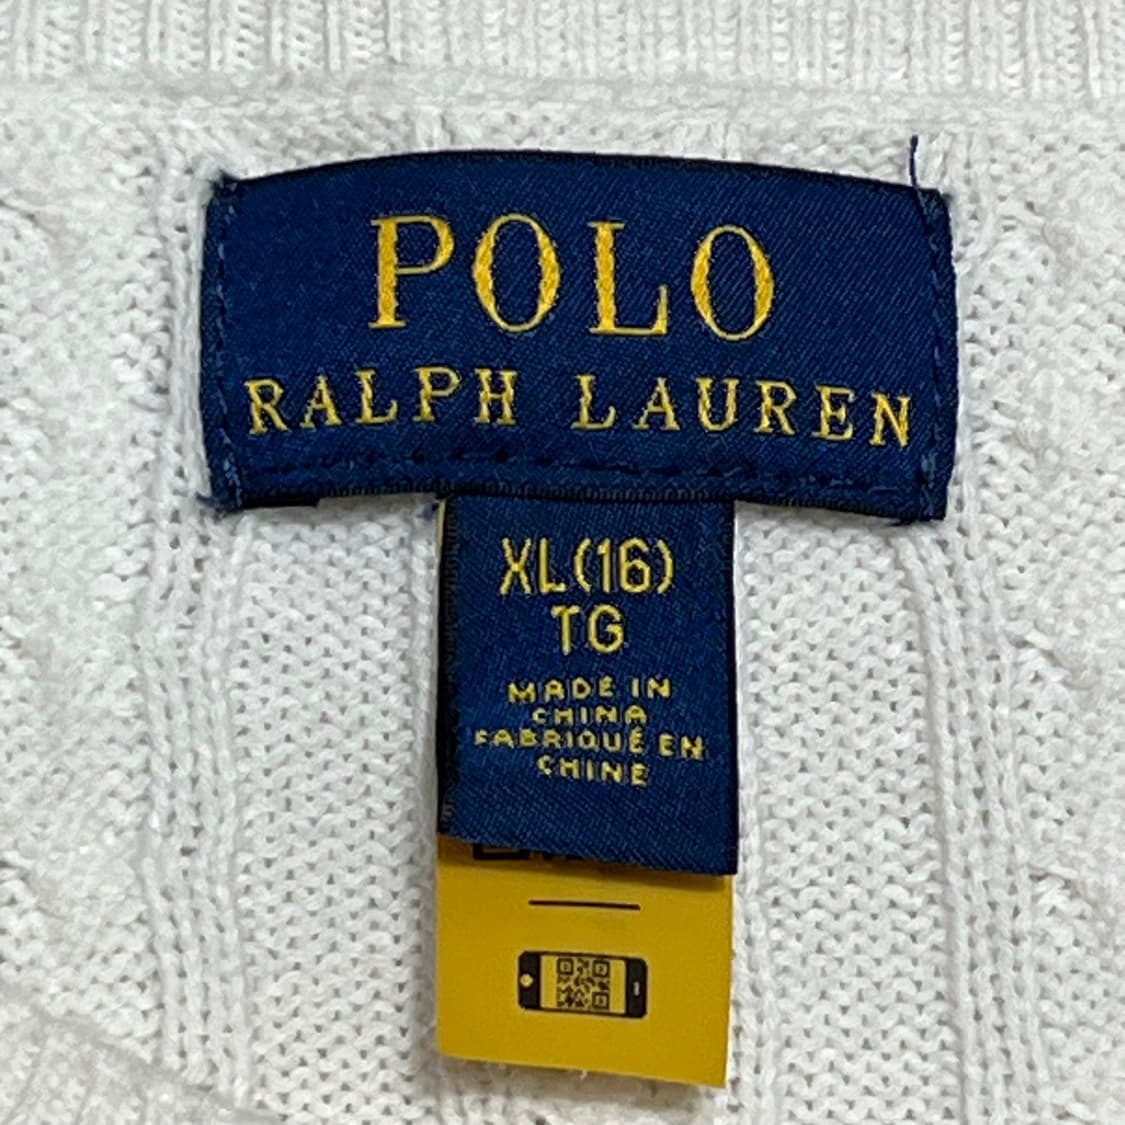 POLO
RALPH LAUREN
XL(16)
TG
MADE IN
CHINA
FABRIQUÉ EN
CHINE